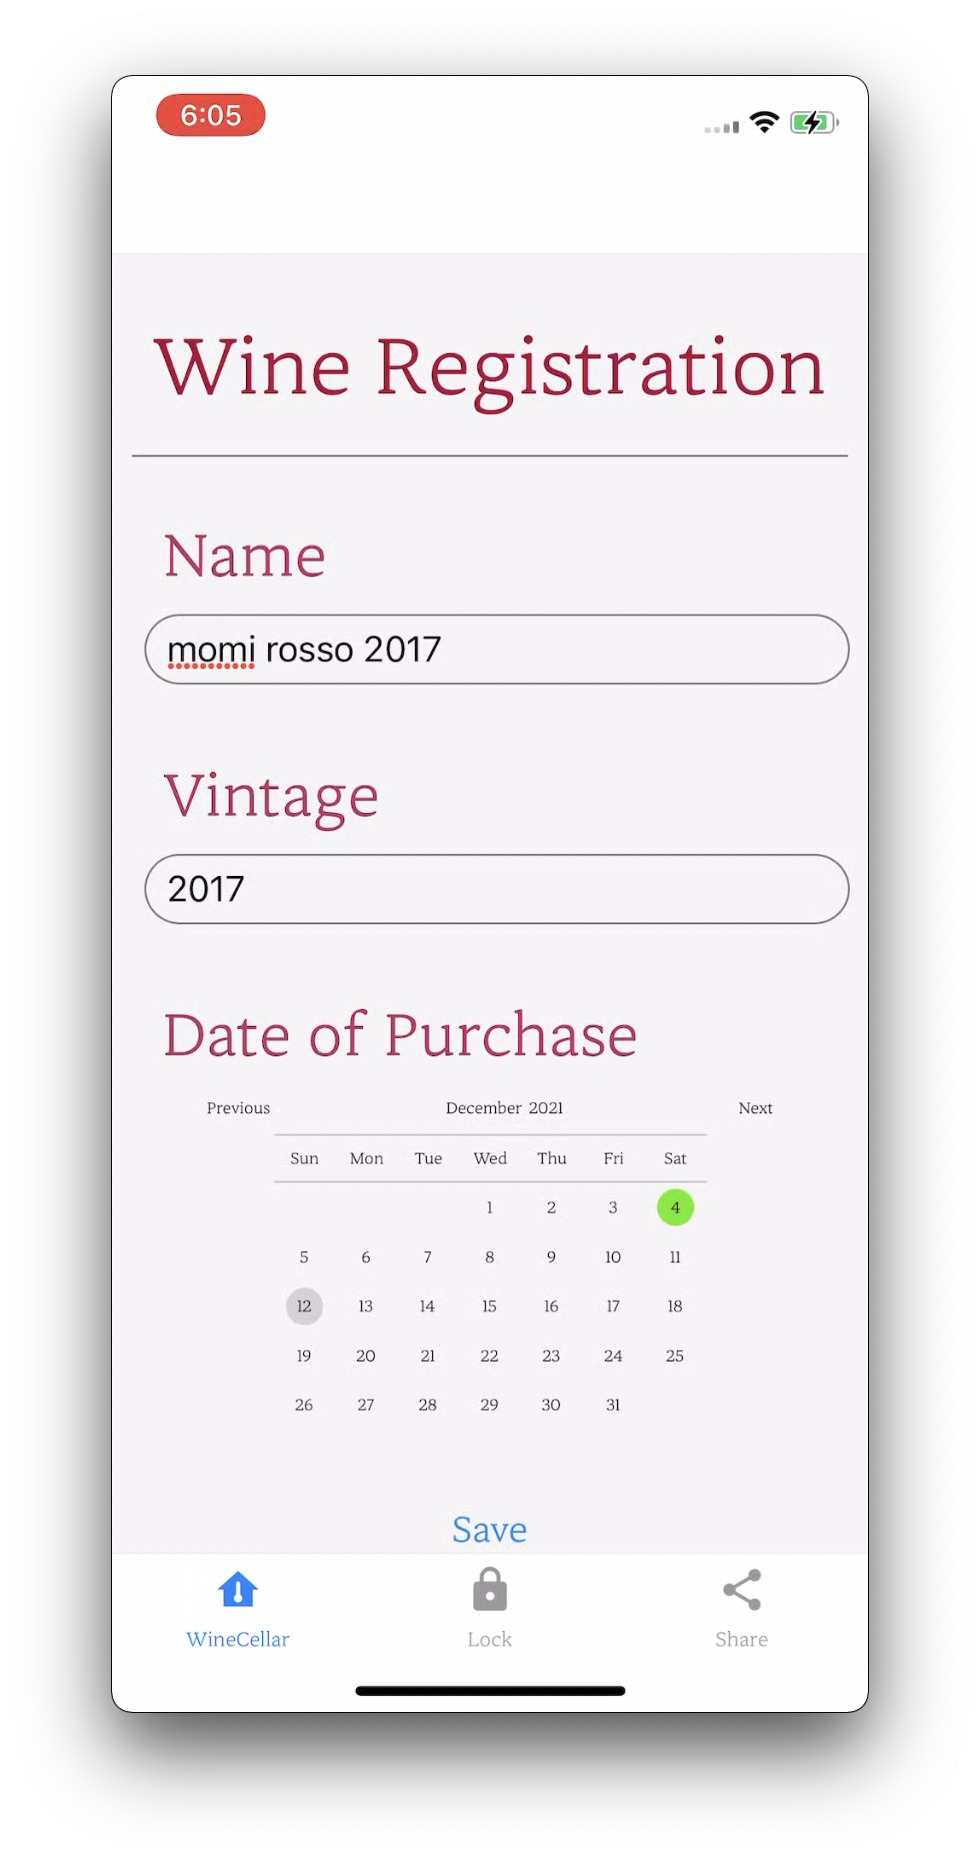 6:05
Wine Registration
Name
momi rosso 2017
Vintage
2017
Date of Purchase
Previous December 2021 Next
Sun Mon Tue Wed Thu Fri Sat
1 2 3 4
5 6 7 8 9 10 11
12 13 14 15 16 17 18
19 20 21 22 23 24 25
26 27 28 29 30 31
Save
WineCellar Lock Share